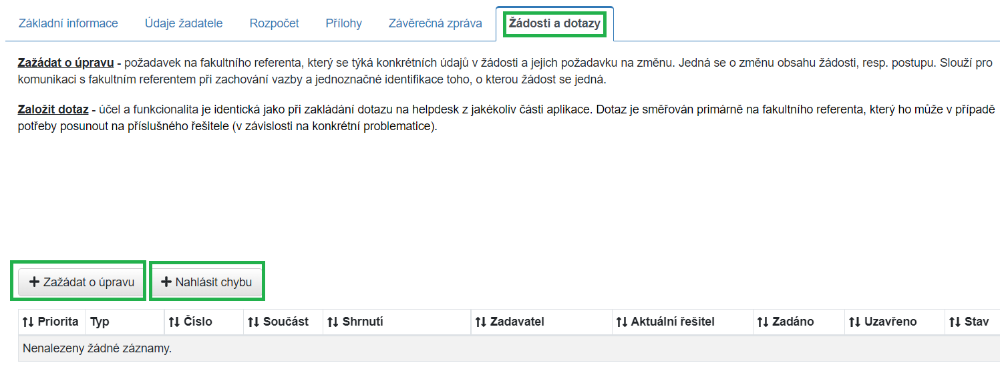 Základní informace Údaje žadatele Rozpočet Přílohy Závěrečná zpráva Žádosti a dotazy
Zažádat o úpravu - požadavek na fakultního referenta, který se týká konkrétních údajů v žádosti a jejich požadavku na změnu. Jedná se o změnu obsahu žádosti, resp. postupu. Slouží pro
komunikaci s fakultním referentem při zachování vazby a jednoznačné identifikace toho, o kterou žádost se jedná.
Založit dotaz - účel a funkcionalita je identická jako při zakládání dotazu na helpdesk z jakékoliv části aplikace. Dotaz je směřován primárně na fakultního referenta, který ho může v případě
potřeby posunout na příslušného řešitele (v závislosti na konkrétní problematice).
Zažádat o úpravu Nahlásit chybu
Priorita Typ Číslo Součást Shrnutí Zadavatel Aktuální řešitel Zadáno Uzavřeno Stav
Nenalezeny žádné záznamy.